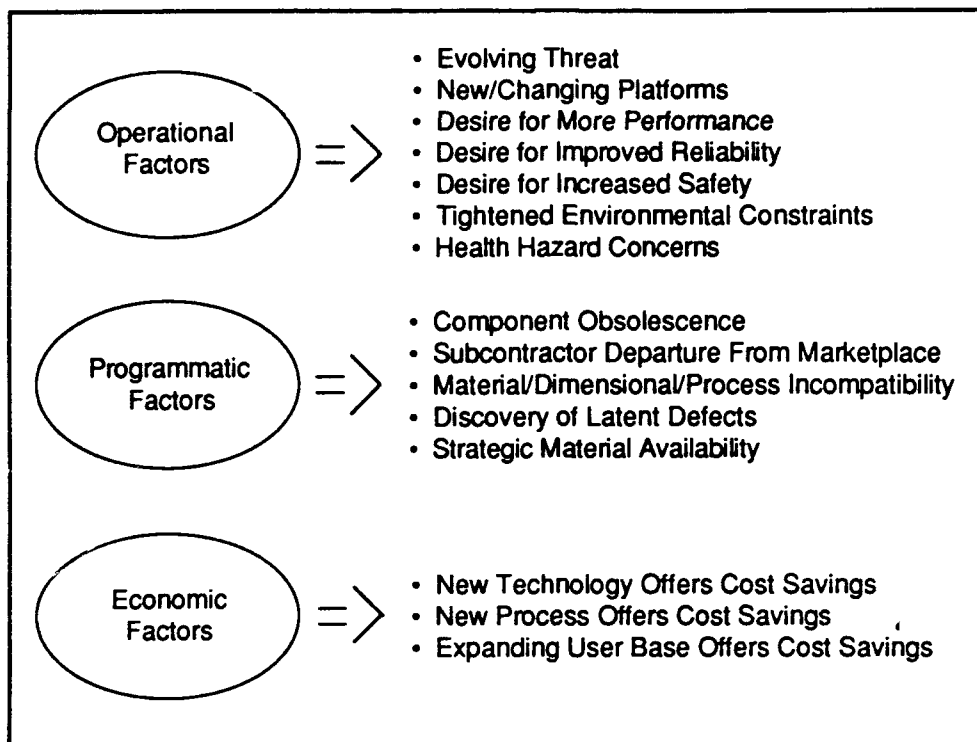 Operational
Factors
• Evolving Threat
• New/Changing Platforms
• Desire for More Performance
• Desire for Improved Reliability
• Desire for Increased Safety
• Tightened Environmental Constraints
• Health Hazard Concerns
Programmatic
Factors
• Component Obsolescence
• Subcontractor Departure From Marketplace
• Material/Dimensional/Process Incompatibility
• Discovery of Latent Defects
• Strategic Material Availability
Economic
Factors
• New Technology Offers Cost Savings
• New Process Offers Cost Savings
• Expanding User Base Offers Cost Savings